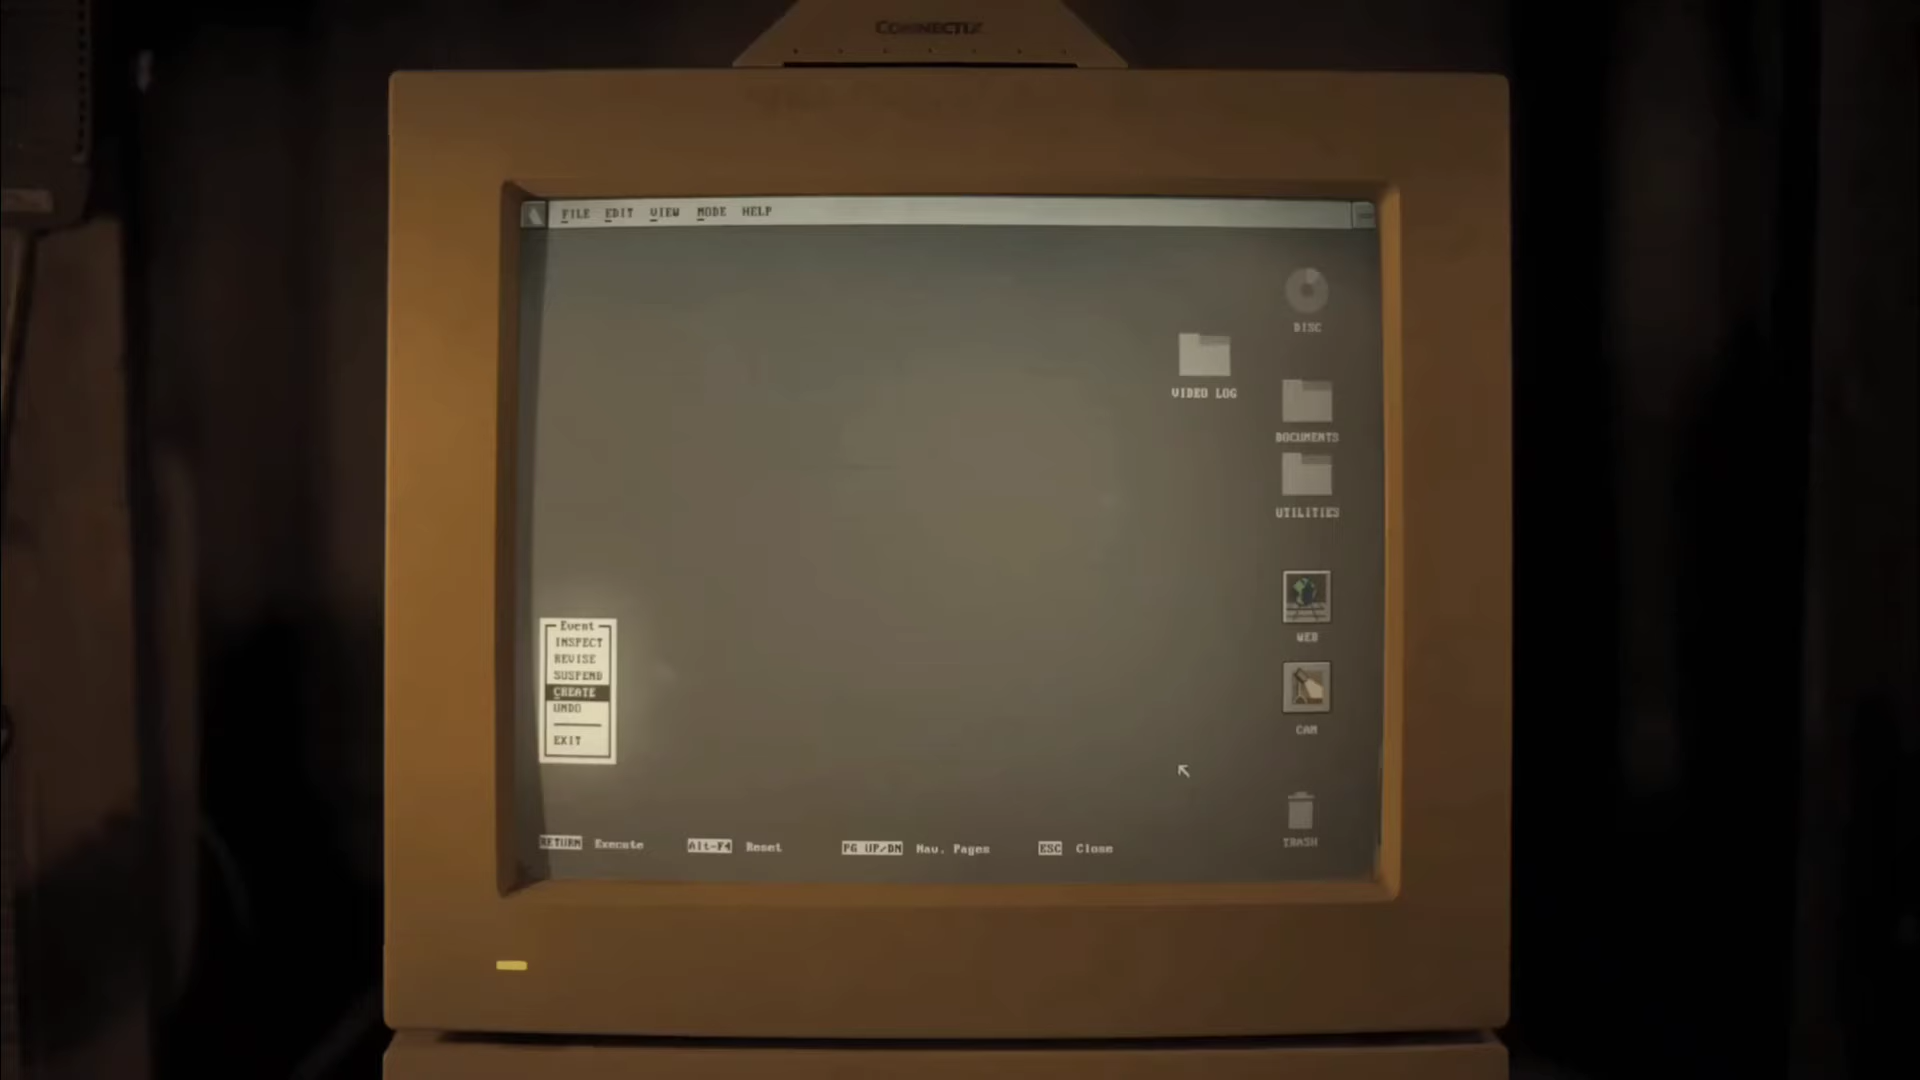 CONNECTIX
FILE EDIT VIEW MODE HELP
DISC
VIDEO LOG
DOCUMENTS
UTILITIES
Event
INSPECT
REVISE
SUSPEND
CREATE
UNDO
EXIT
WEB
CAM
TRASH
RETURN Execute Alt-F4 Reset PG UP/DN Nav. Pages ESC Close